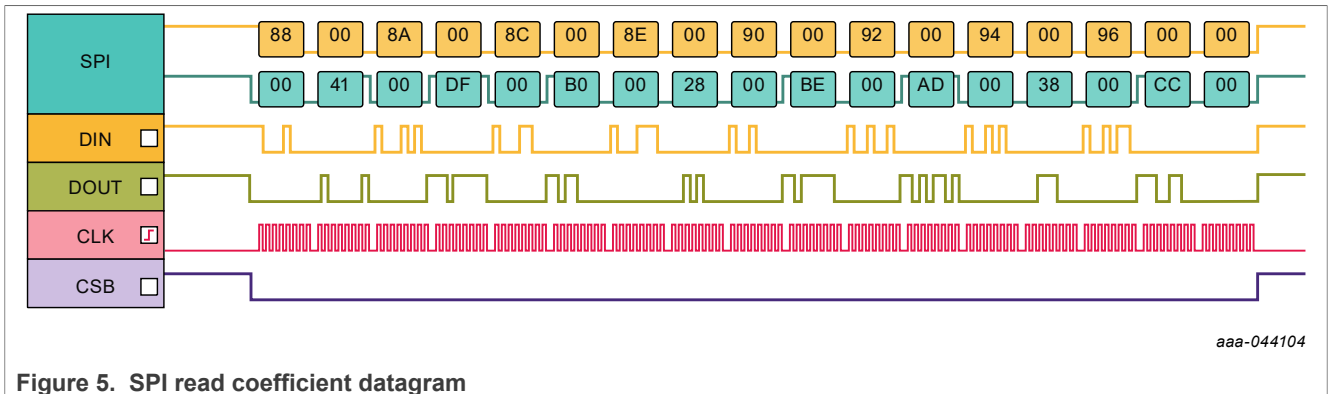 88 00 8A 00 8C 00 8E 00 90 00 92 00 94 00 96 00 00
SPI
00 41 00 DF 00 B0 00 28 00 BE 00 AD 00 38 00 CC 00
DIN
DOUT
CLK
CSB
aaa-044104
Figure 5. SPI read coefficient datagram